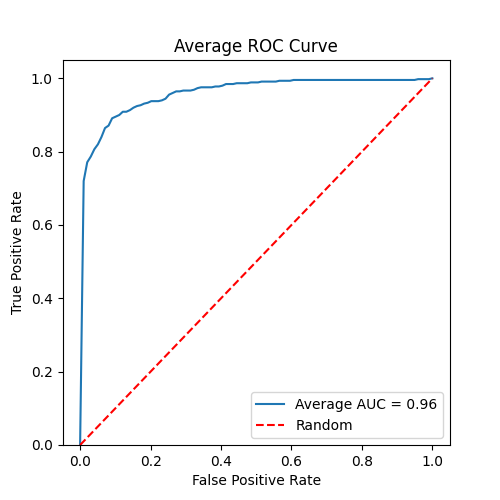 Average ROC Curve
True Positive Rate
1.0
0.8
0.6
0.4
0.2
0.0
0.0 0.2 0.4 0.6 0.8 1.0
False Positive Rate
Average AUC = 0.96
Random